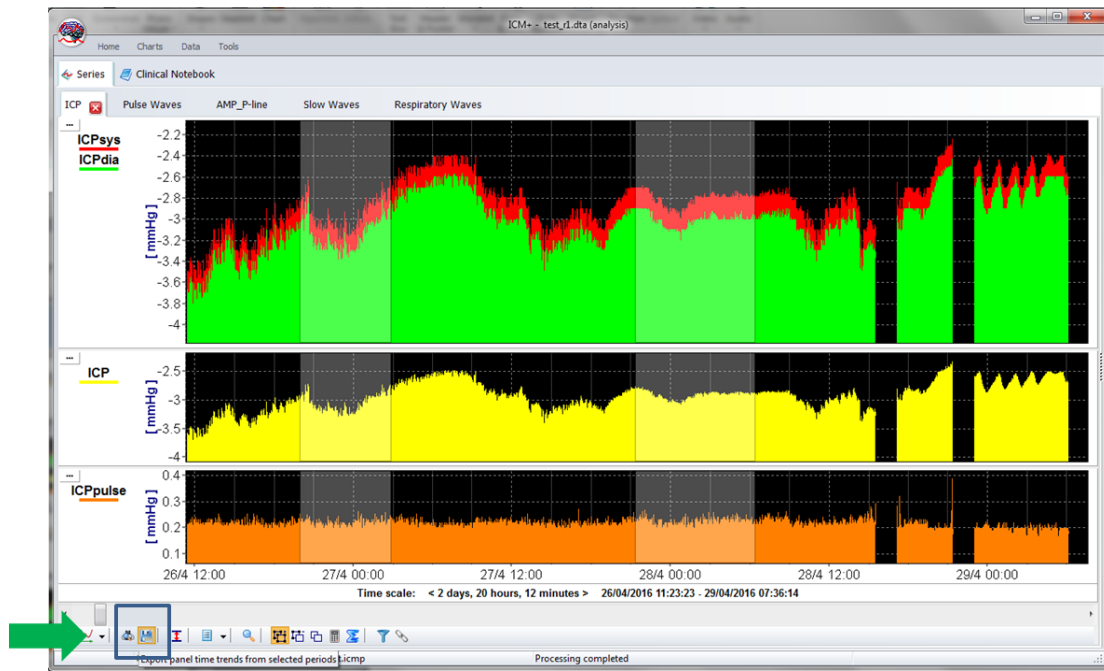 ICM+ - test_r1.dta (analysis)
Home Charts Data Tools
Series Clinical Notebook
ICP Pulse Waves AMP_P-line Slow Waves Respiratory Waves
ICPsys
ICPdia
[mmHg]
-2.2
-2.4
-2.6
-2.8
-3
-3.2
-3.4
-3.6
-3.8
-4
ICP
[mmHg]
-2.5
-3
-3.5
-4
ICPpulse
[mmHg]
0.4
0.3
0.2
0.1
26/4 12:00 27/4 00:00 27/4 12:00 28/4 00:00 28/4 12:00 29/4 00:00
Time scale: < 2 days, 20 hours, 12 minutes > 26/04/2016 11:23:23 - 29/04/2016 07:36:14
Export panel time trends from selected periods t.icmp Processing completed